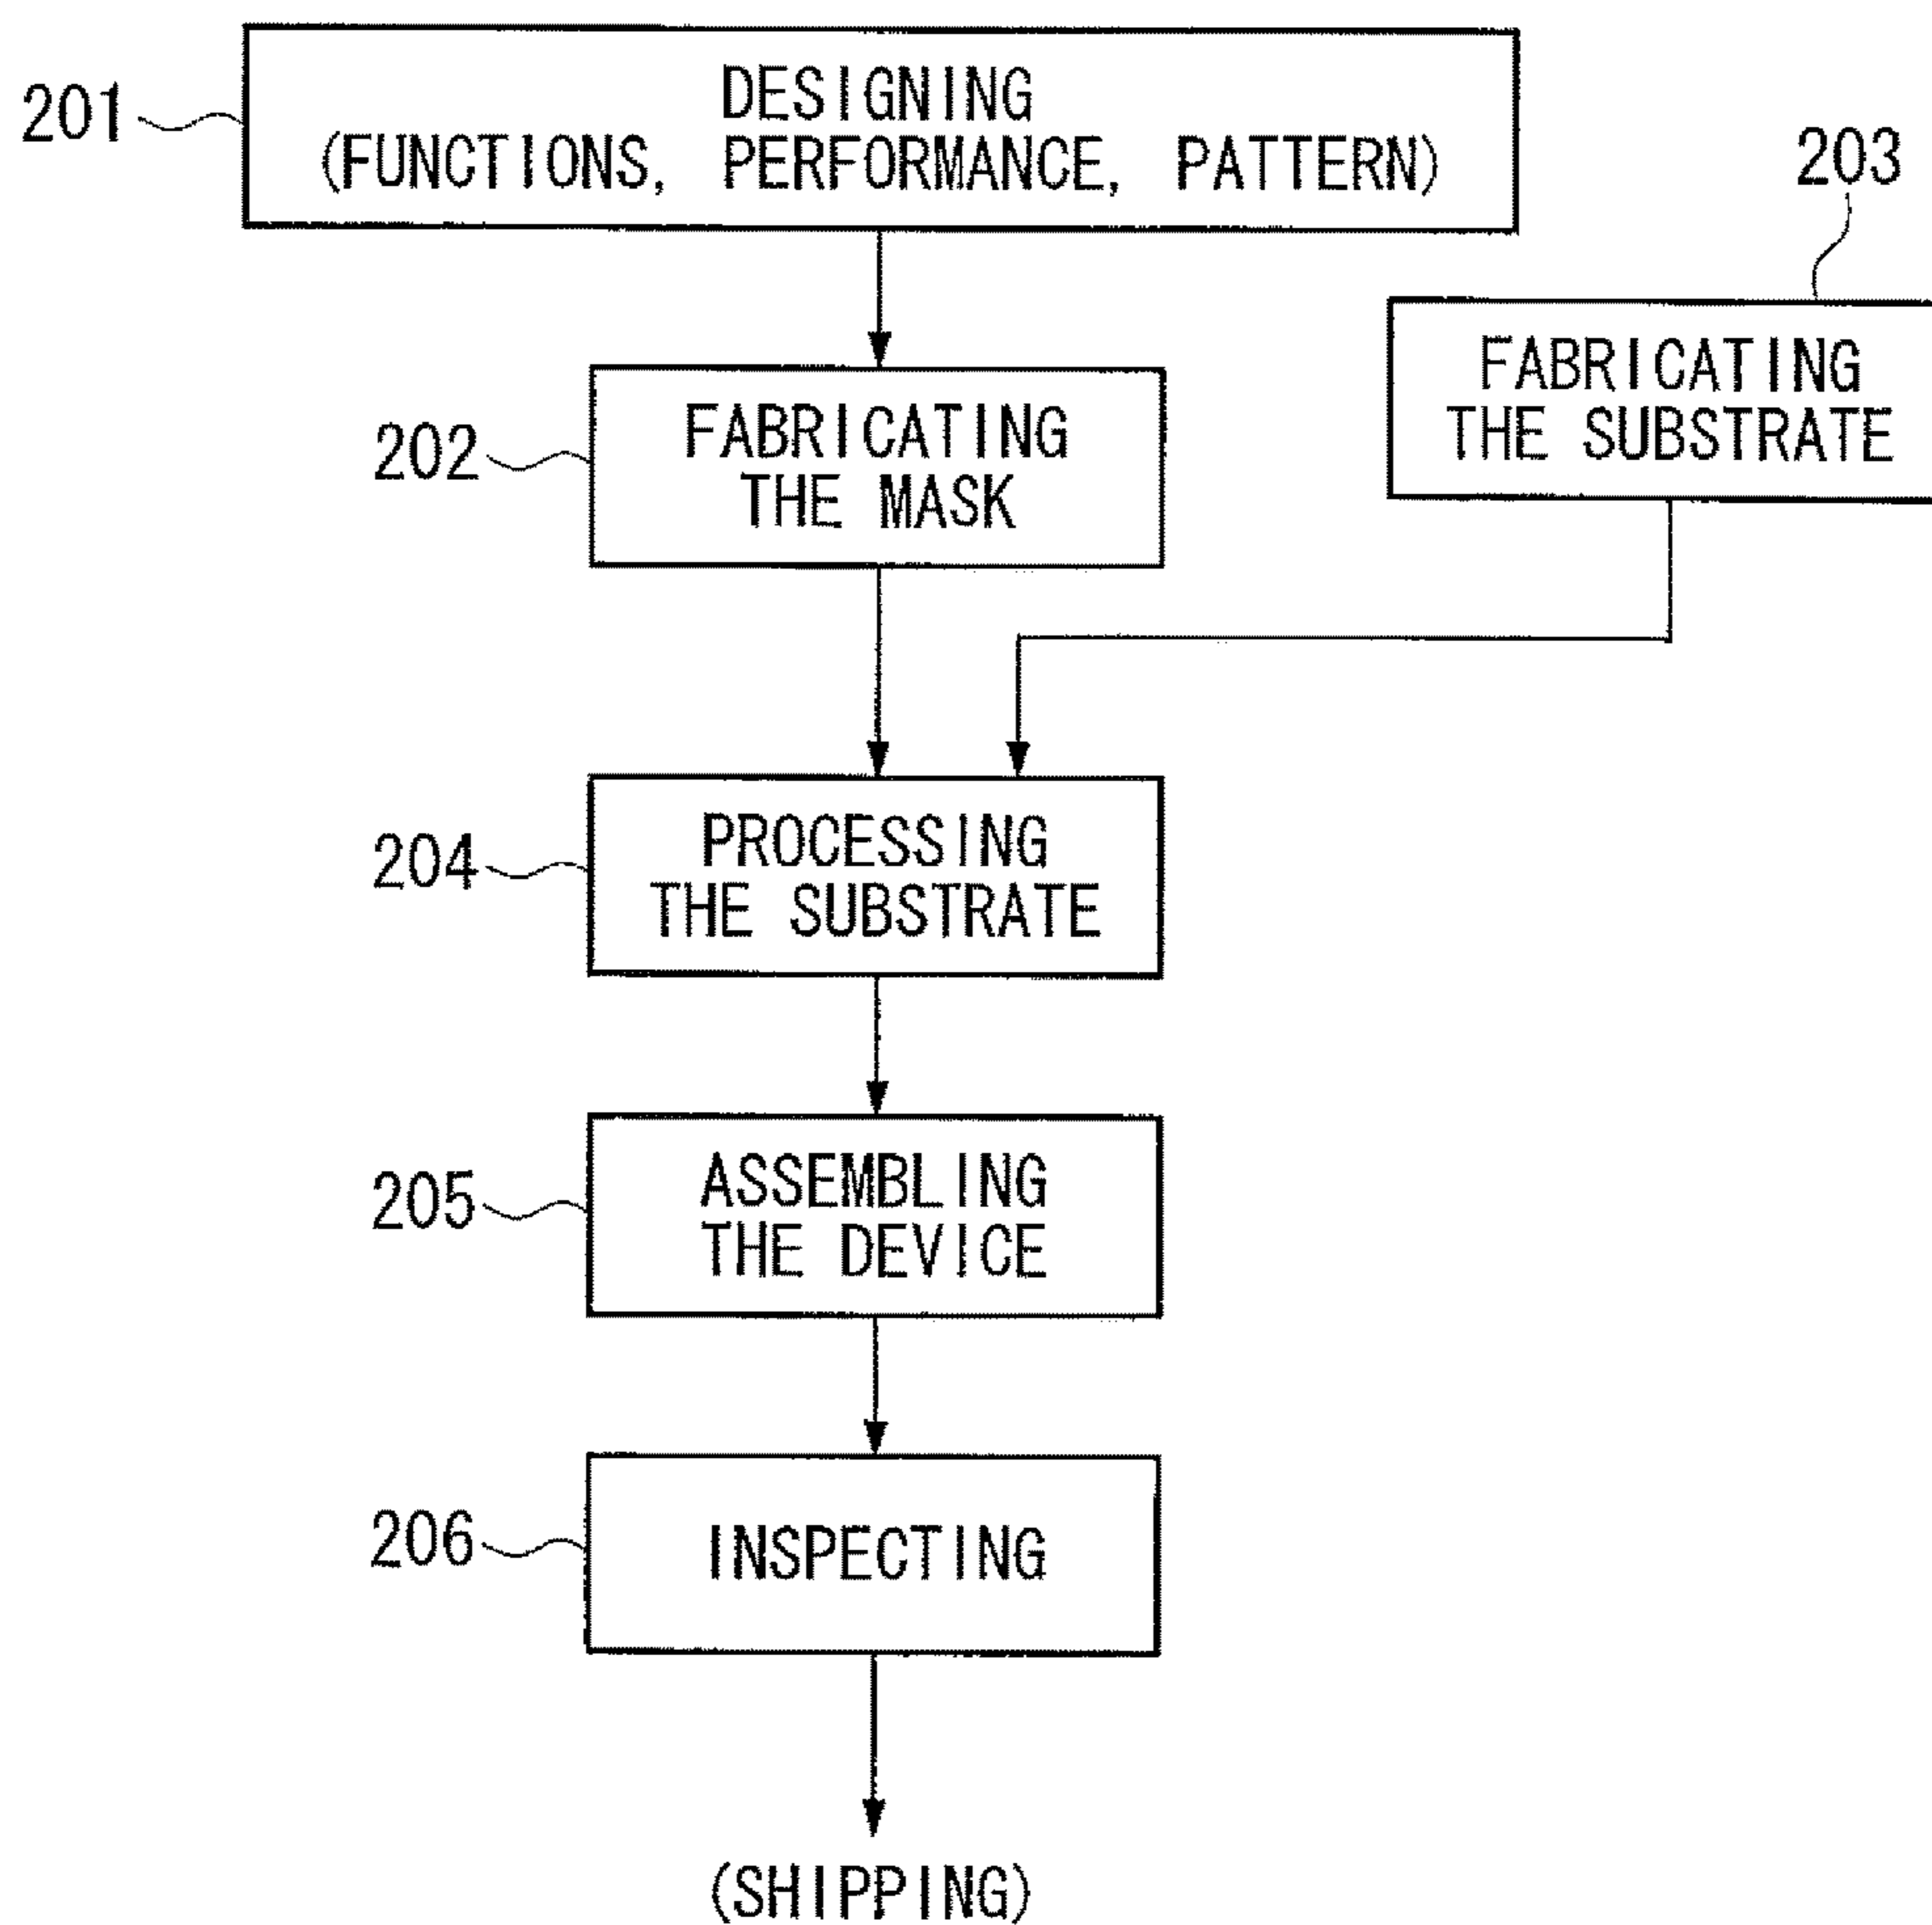 201
DESIGNING
(FUNCTIONS, PERFORMANCE, PATTERN)
203
FABRICATING
THE SUBSTRATE
202
FABRICATING
THE MASK
204
PROCESSING
THE SUBSTRATE
205
ASSEMBLING
THE DEVICE
206
INSPECTING
(SHIPPING)